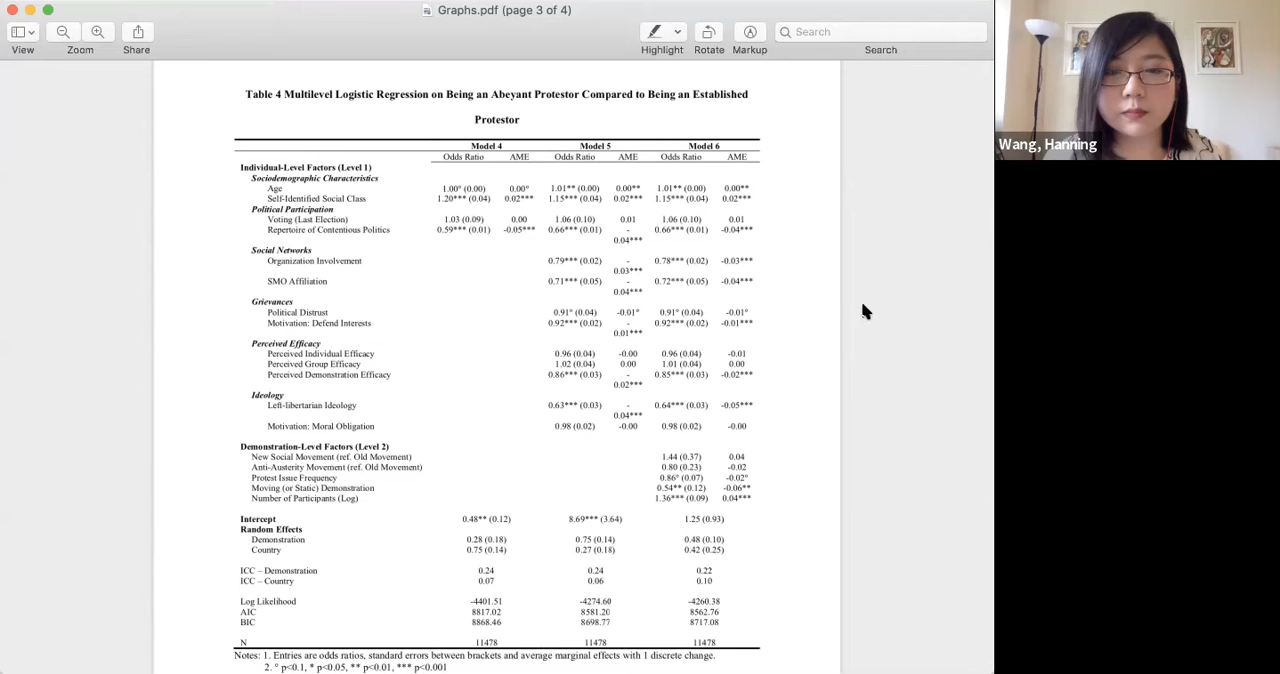 Graphs.pdf (page 3 of 4)
Search
View Zoom Share Highlight Rotate Markup Search
Wang, Hanning
Table 4 Multilevel Logistic Regression on Being an Abeyant Protestor Compared to Being an Established
Protestor
Model 4 Model 5 Model 6
Odds Ratio AME Odds Ratio AME Odds Ratio AME
Individual-Level Factors (Level 1)
Sociodemographic Characteristics
Age 1.00° (0.00) 0.00° 1.01** (0.00) 0.00** 1.01** (0.00) 0.00**
Self-Identified Social Class 1.20*** (0.04) 0.02*** 1.15*** (0.04) 0.02*** 1.15*** (0.04) 0.02***
Political Participation
Voting (Last Election) 1.03 (0.09) 0.00 1.06 (0.10) 0.01 1.06 (0.10) 0.01
Repertoire of Contentious Politics 0.59*** (0.01) -0.05*** 0.66*** (0.01) - 0.66*** (0.01) -0.04***
0.04***
Social Networks
Organization Involvement 0.79*** (0.02) - 0.78*** (0.02) -0.03***
0.03***
SMO Affiliation 0.71*** (0.05) - 0.72*** (0.05) -0.04***
0.04***
Grievances
Political Distrust 0.91° (0.04) -0.01° 0.91° (0.04) -0.01°
Motivation: Defend Interests 0.92*** (0.02) - 0.92*** (0.02) -0.01***
0.01***
Perceived Efficacy
Perceived Individual Efficacy 0.96 (0.04) -0.00 0.96 (0.04) -0.01
Perceived Group Efficacy 1.02 (0.04) 0.00 1.01 (0.04) 0.00
Perceived Demonstration Efficacy 0.86*** (0.03) - 0.85*** (0.03) -0.02***
0.02***
Ideology
Left-libertarian Ideology 0.63*** (0.03) - 0.64*** (0.03) -0.05***
0.04***
Motivation: Moral Obligation 0.98 (0.02) -0.00 0.98 (0.02) -0.00
Demonstration-Level Factors (Level 2)
New Social Movement (ref. Old Movement) 1.44 (0.37) 0.04
Anti-Austerity Movement (ref. Old Movement) 0.80 (0.23) -0.02
Protest Issue Frequency 0.86° (0.07) -0.02°
Moving (or Static) Demonstration 0.54** (0.12) -0.06**
Number of Participants (Log) 1.36*** (0.09) 0.04***
Intercept 0.48** (0.12) 8.69*** (3.64) 1.25 (0.93)
Random Effects
Demonstration 0.28 (0.18) 0.75 (0.14) 0.48 (0.10)
Country 0.75 (0.14) 0.27 (0.18) 0.42 (0.25)
ICC – Demonstration 0.24 0.24 0.22
ICC – Country 0.07 0.06 0.10
Log Likelihood -4401.51 -4274.60 -4260.38
AIC 8817.02 8581.20 8562.76
BIC 8868.46 8698.77 8717.08
N 11478 11478 11478
Notes: 1. Entries are odds ratios, standard errors between brackets and average marginal effects with 1 discrete change.
2. ° p<0.1, * p<0.05, ** p<0.01, *** p<0.001